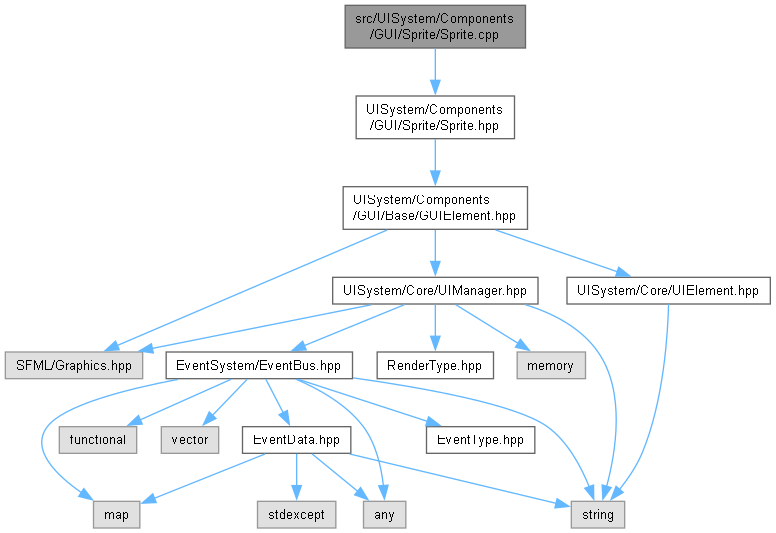 src/UISystem/Components
/GUI/Sprite/Sprite.cpp
UISystem/Components
/GUI/Sprite/Sprite.hpp
UISystem/Components
/GUI/Base/GUIElement.hpp
UISystem/Core/UIManager.hpp
UISystem/Core/UIElement.hpp
SFML/Graphics.hpp
EventSystem/EventBus.hpp
RenderType.hpp
memory
functional
vector
EventData.hpp
EventType.hpp
map
stdexcept
any
string